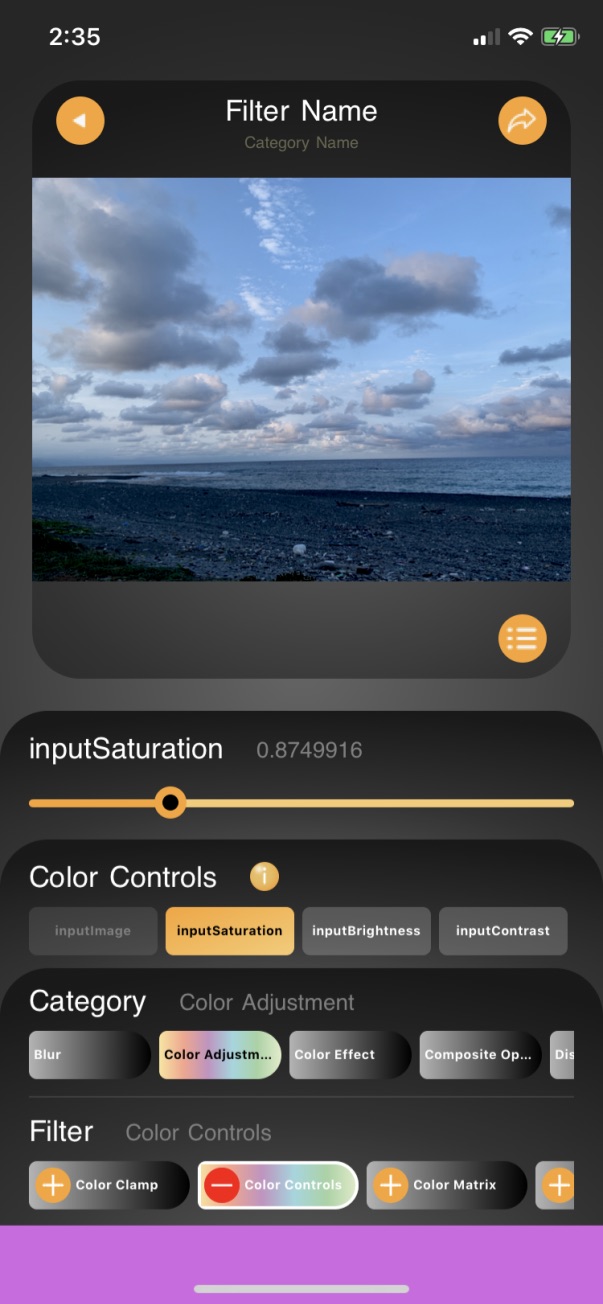 2:35
Filter Name
Category Name
inputSaturation 0.8749916
Color Controls i
inputImage inputSaturation inputBrightness inputContrast
Category Color Adjustment
Blur Color Adjustm... Color Effect Composite Op... Dis
Filter Color Controls
Color Clamp Color Controls Color Matrix